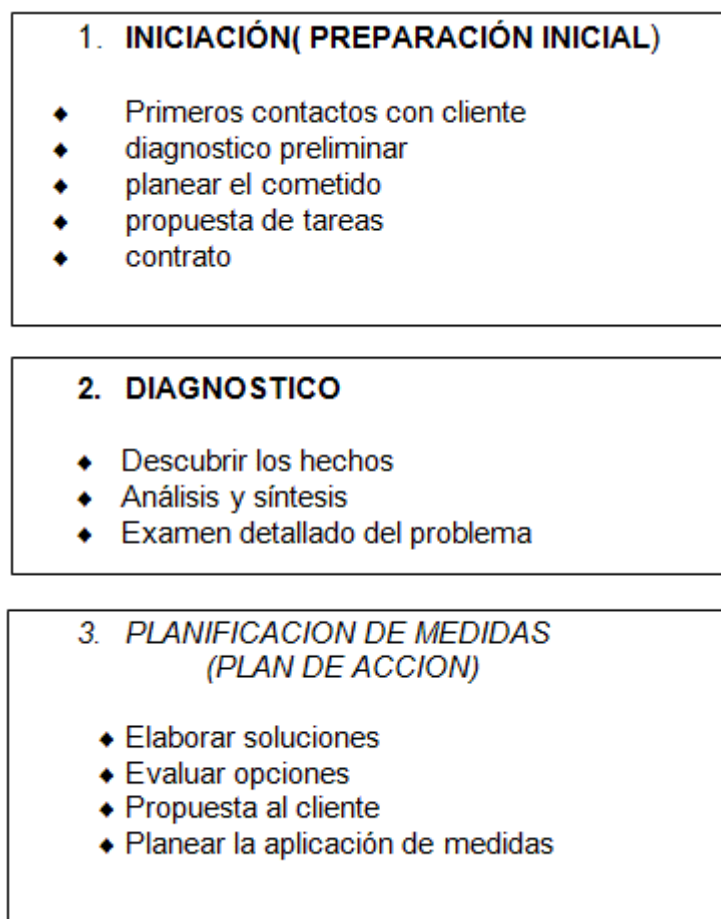 1. INICIACIÓN( PREPARACIÓN INICIAL)
◆ Primeros contactos con cliente
◆ diagnostico preliminar
◆ planear el cometido
◆ propuesta de tareas
◆ contrato
2. DIAGNOSTICO
◆ Descubrir los hechos
◆ Análisis y síntesis
◆ Examen detallado del problema
3. PLANIFICACION DE MEDIDAS
(PLAN DE ACCION)
◆ Elaborar soluciones
◆ Evaluar opciones
◆ Propuesta al cliente
◆ Planear la aplicación de medidas